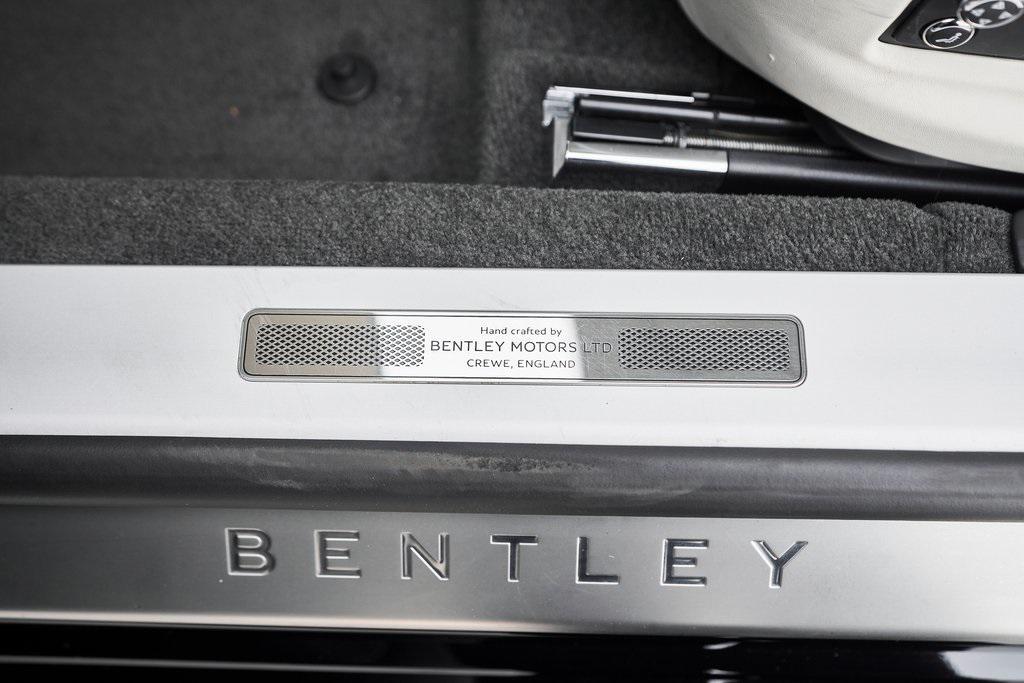 Hand crafted by
BENTLEY MOTORS LTD
CREWE, ENGLAND
BENTLEY